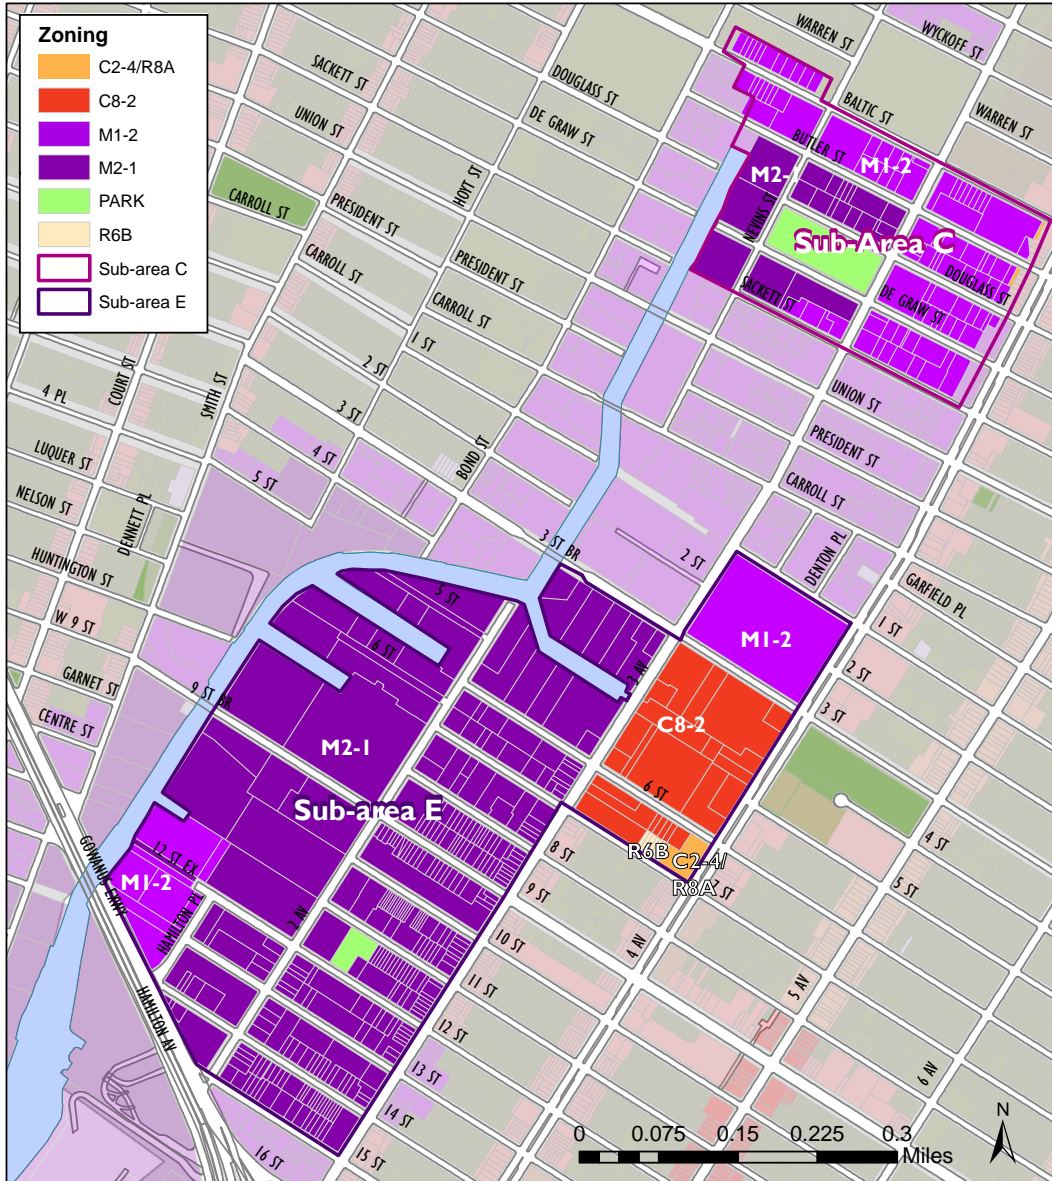 Zoning
C2-4/R8A
C8-2
M1-2
M2-1
PARK
R6B
Sub-area C
Sub-area E
WARREN ST
WYCKOFF ST
SACKETT ST
DOUGLASS ST
BALTIC ST
UNION ST
DE GRAW ST
WARREN ST
BUTLER ST
M2-
M1-2
HOYT ST
CARROLL ST
PRESIDENT ST
NEVINS ST
Sub-Area C
CARROLL ST
PRESIDENT ST
DOUGLASS ST
SACKETT ST
DE GRAW ST
CARROLL ST
1 ST
2 ST
COURT ST
SMITH ST
4 PL
3 ST
UNION ST
LUQUER ST
4 ST
BOND ST
PRESIDENT ST
5 ST
CARROLL ST
NELSON ST
DENNETT PL
3 ST BR
2 ST
DENTON PL
HUNTINGTON ST
5 ST
GARFIELD PL
W 9 ST
1 ST
6 ST
M1-2
GARNET ST
3 AV
2 ST
9 ST BR
CENTRE ST
3 ST
C8-2
M2-1
6 ST
Sub-area E
4 ST
GOWANUS EXWY
12 ST EX
8 ST
R6B
C2-4/
R8A
7 ST
M1-2
9 ST
5 ST
HAMILTON PL
2 AV
10 ST
4 AV
6 ST
11 ST
5 AV
HAMILTON AV
12 ST
13 ST
6 AV
14 ST
16 ST
15 ST
N
0 0.075 0.15 0.225 0.3
Miles